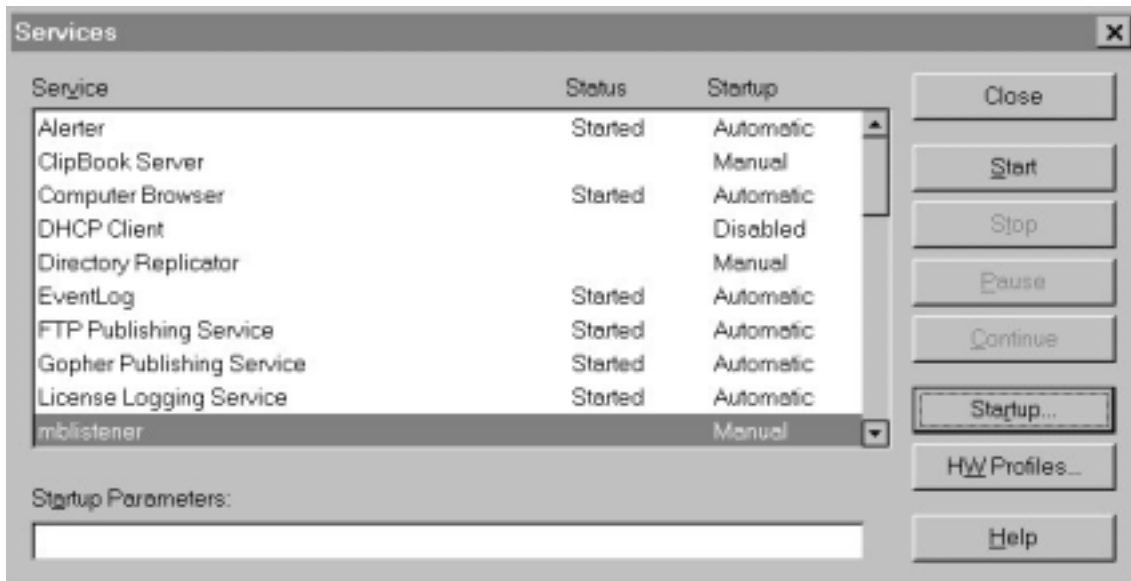 Services
Service Status Startup
Alerter Started Automatic
ClipBook Server Manual
Computer Browser Started Automatic
DHCP Client Disabled
Directory Replicator Manual
EventLog Started Automatic
FTP Publishing Service Started Automatic
Gopher Publishing Service Started Automatic
License Logging Service Started Automatic
mblistener Manual
Startup Parameters:
Close
Start
Stop
Pause
Continue
Startup...
HW Profiles...
Help